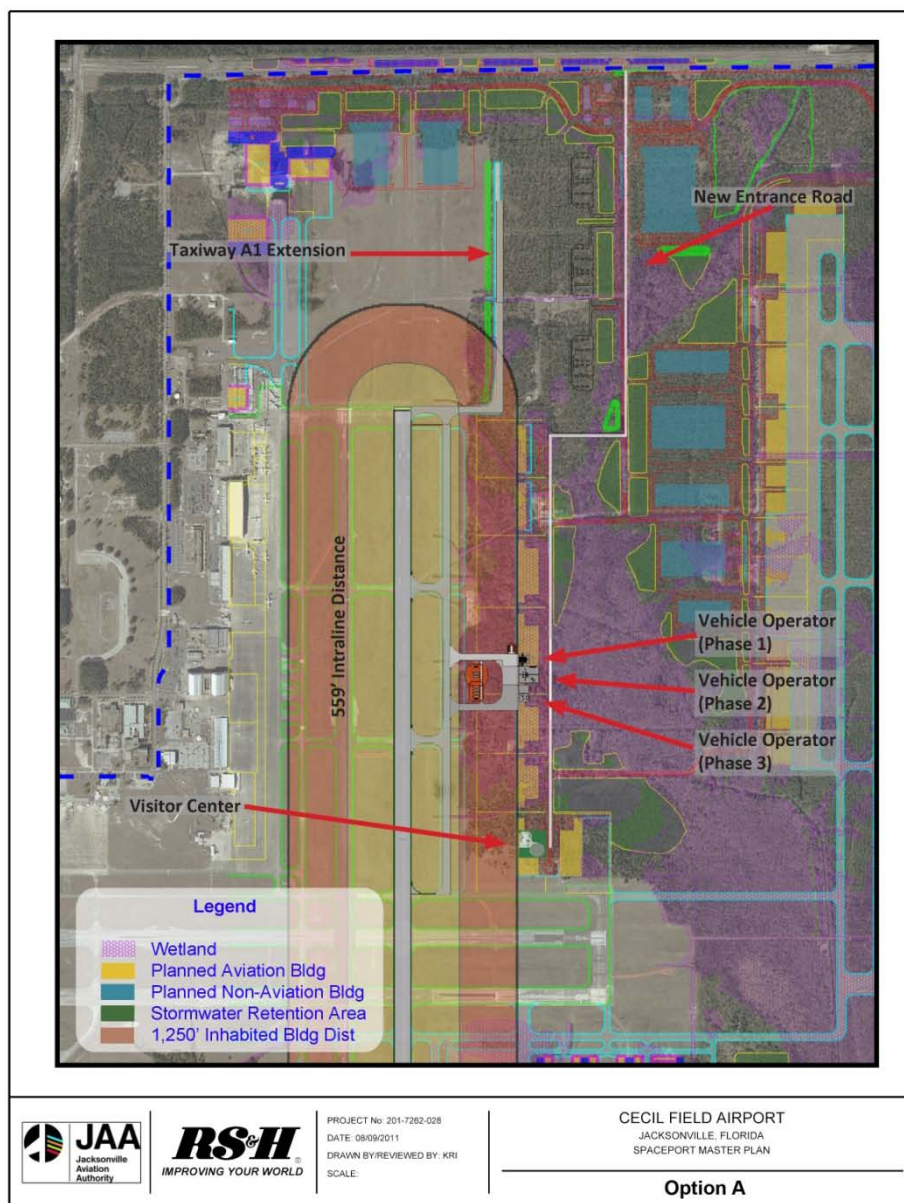 New Entrance Road
Taxiway A1 Extension
559' Intraline Distance
Vehicle Operator
(Phase 1)
Vehicle Operator
(Phase 2)
Vehicle Operator
(Phase 3)
Visitor Center
Legend
Wetland
Planned Aviation Bldg
Planned Non-Aviation Bldg
Stormwater Retention Area
1,250' Inhabited Bldg Dist
JAA
Jacksonville
Aviation
Authority
RS&H®
IMPROVING YOUR WORLD
PROJECT No: 201-7262-028
DATE: 08/09/2011
DRAWN BY/REVIEWED BY: KRI
SCALE:
CECIL FIELD AIRPORT
JACKSONVILLE, FLORIDA
SPACEPORT MASTER PLAN
Option A